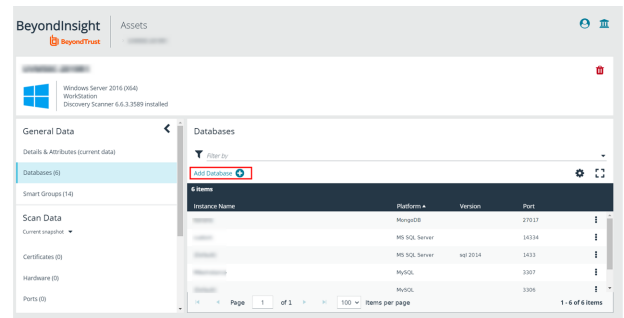 BeyondInsight
Assets
BeyondTrust
Windows Server 2016 (X64)
WorkStation
Discovery Scanner 6.6.3.3589 installed
General Data
Details & Attributes (current data)
Databases (6)
Smart Groups (14)
Scan Data
Current snapshot
Certificates (0)
Hardware (0)
Ports (0)
Databases
Filter by
Add Database
6 items
Instance Name Platform Version Port
MongoDB 27017
MS SQL Server 14334
MS SQL Server sql 2014 1433
MySQL 3307
MySQL 3306
Page 1 of 1 100 Items per page 1 - 6 of 6 items